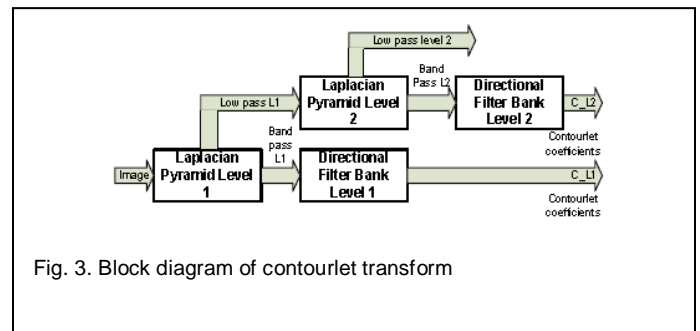 Low pass level 2
Low pass L1
Laplacian
Pyramid Level
2
Band
Pass L2
Directional
Filter Bank
Level 2
C_L2
Contourlet
coefficients
Image
Laplacian
Pyramid Level
1
Band
pass
L1
Directional
Filter Bank
Level 1
C_L1
Contourlet
coefficients
Fig. 3. Block diagram of contourlet transform